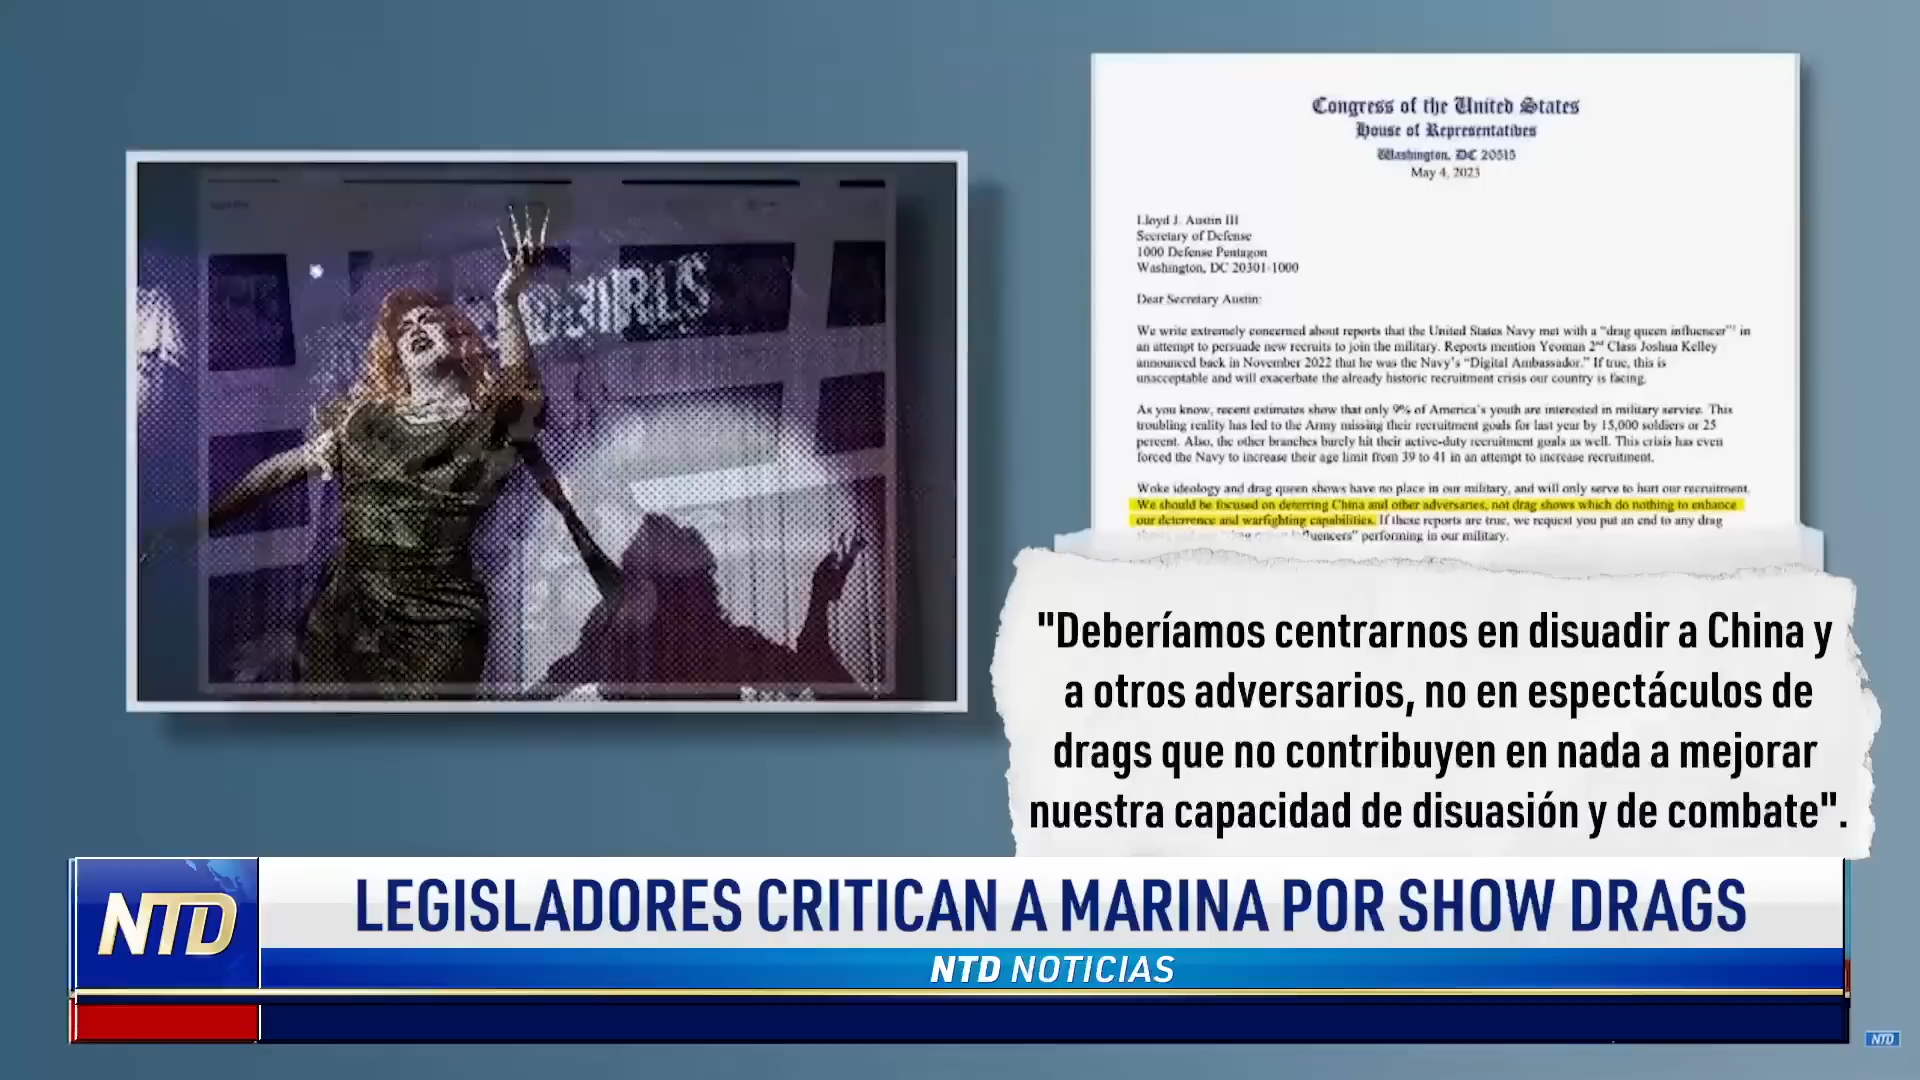 Congress of the United States
House of Representatives
Washington, DC 20515
May 4, 2023
Lloyd J. Austin III
Secretary of Defense
1000 Defense Pentagon
Washington, DC 20301-1000
Dear Secretary Austin:
We write extremely concerned about reports that the United States Navy met with a “drag queen influencer”1 in
an attempt to persuade new recruits to join the military. Reports mention Yeoman 2nd Class Joshua Kelley
announced back in November 2022 that he was the Navy’s “Digital Ambassador.” If true, this is
unacceptable and will exacerbate the already historic recruitment crisis our country is facing.
As you know, recent estimates show that only 9% of America’s youth are interested in military service. This
troubling reality has led to the Army missing their recruitment goals for last year by 15,000 soldiers or 25
percent. Also, the other branches barely hit their active-duty recruitment goals as well. This crisis has even
forced the Navy to increase their age limit from 39 to 41 in an attempt to increase recruitment.
Woke ideology and drag queen shows have no place in our military, and will only serve to hurt our recruitment.
We should be focused on deterring China and other adversaries, not drag shows which do nothing to enhance
our deterrence and warfighting capabilities. If these reports are true, we request you put an end to any drag
performing in our military.
"Deberíamos centrarnos en disuadir a China y
a otros adversarios, no en espectáculos de
drags que no contribuyen en nada a mejorar
nuestra capacidad de disuasión y de combate".
NTD
LEGISLADORES CRITICAN A MARINA POR SHOW DRAGS
NTD NOTICIAS
NTD